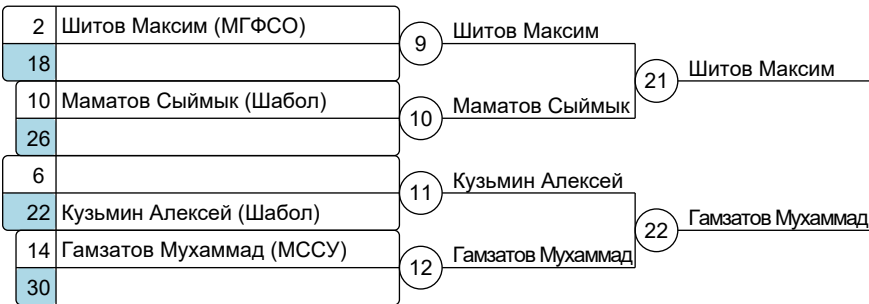 2 Шитов Максим (МГФСО)
18
9 Шитов Максим
10 Маматов Сыймык (Шабол)
26
10 Маматов Сыймык
21 Шитов Максим
6
22 Кузьмин Алексей (Шабол)
11 Кузьмин Алексей
14 Гамзатов Мухаммад (МССУ)
30
12 Гамзатов Мухаммад
22 Гамзатов Мухаммад